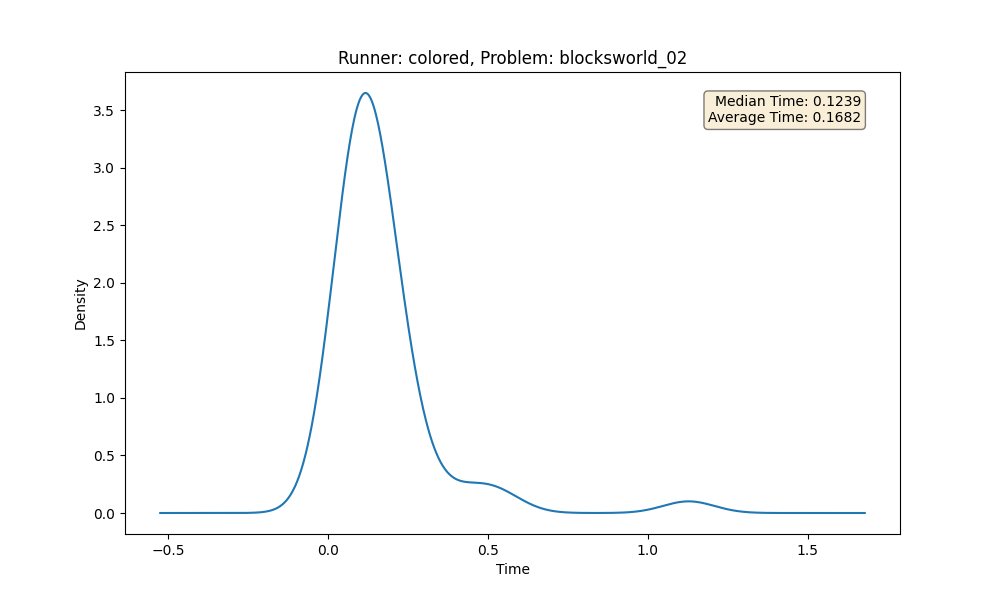 Runner: colored, Problem: blocksworld_02
Median Time: 0.1239
Average Time: 0.1682
Density
3.5
3.0
2.5
2.0
1.5
1.0
0.5
0.0
−0.5 0.0 0.5 1.0 1.5
Time